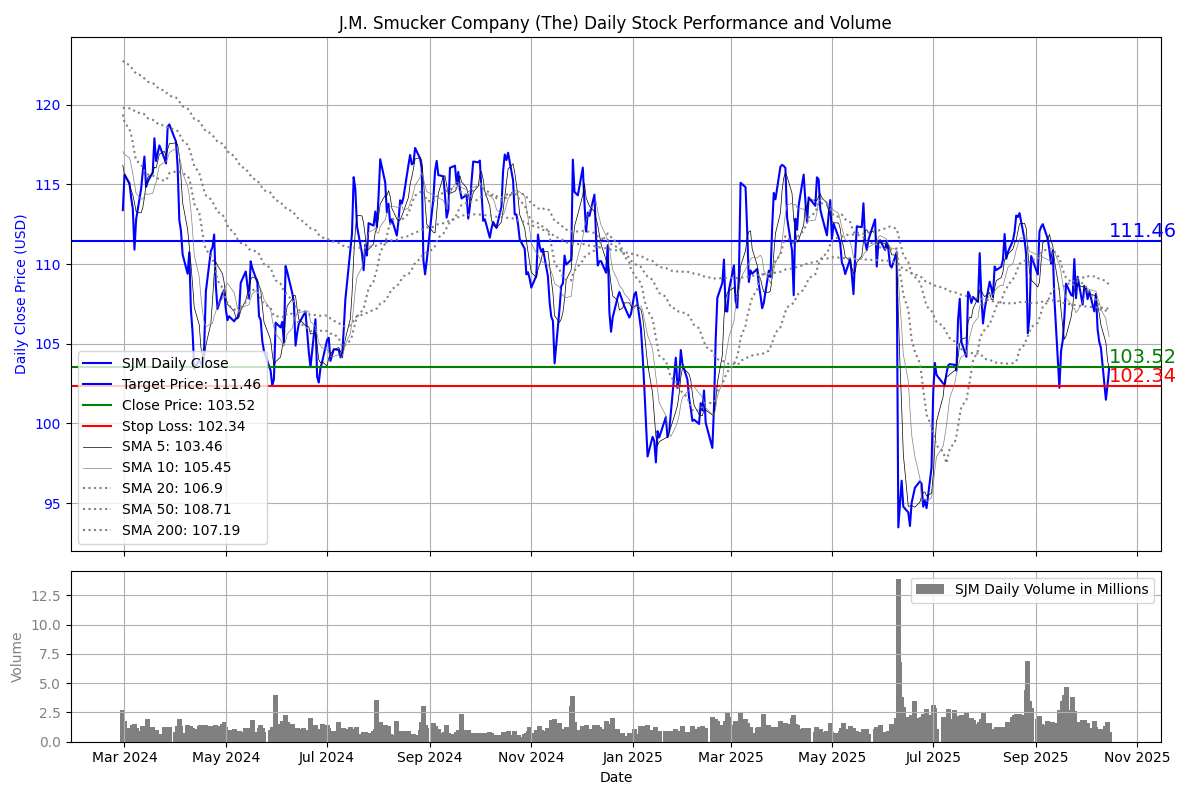 J.M. Smucker Company (The) Daily Stock Performance and Volume
Daily Close Price (USD)
120
115
110
105
100
95
111.46
103.52
102.34
SJM Daily Close
Target Price: 111.46
Close Price: 103.52
Stop Loss: 102.34
SMA 5: 103.46
SMA 10: 105.45
SMA 20: 106.9
SMA 50: 108.71
SMA 200: 107.19
Volume
12.5
10.0
7.5
5.0
2.5
0.0
SJM Daily Volume in Millions
Mar 2024 May 2024 Jul 2024 Sep 2024 Nov 2024 Jan 2025 Mar 2025 May 2025 Jul 2025 Sep 2025 Nov 2025
Date